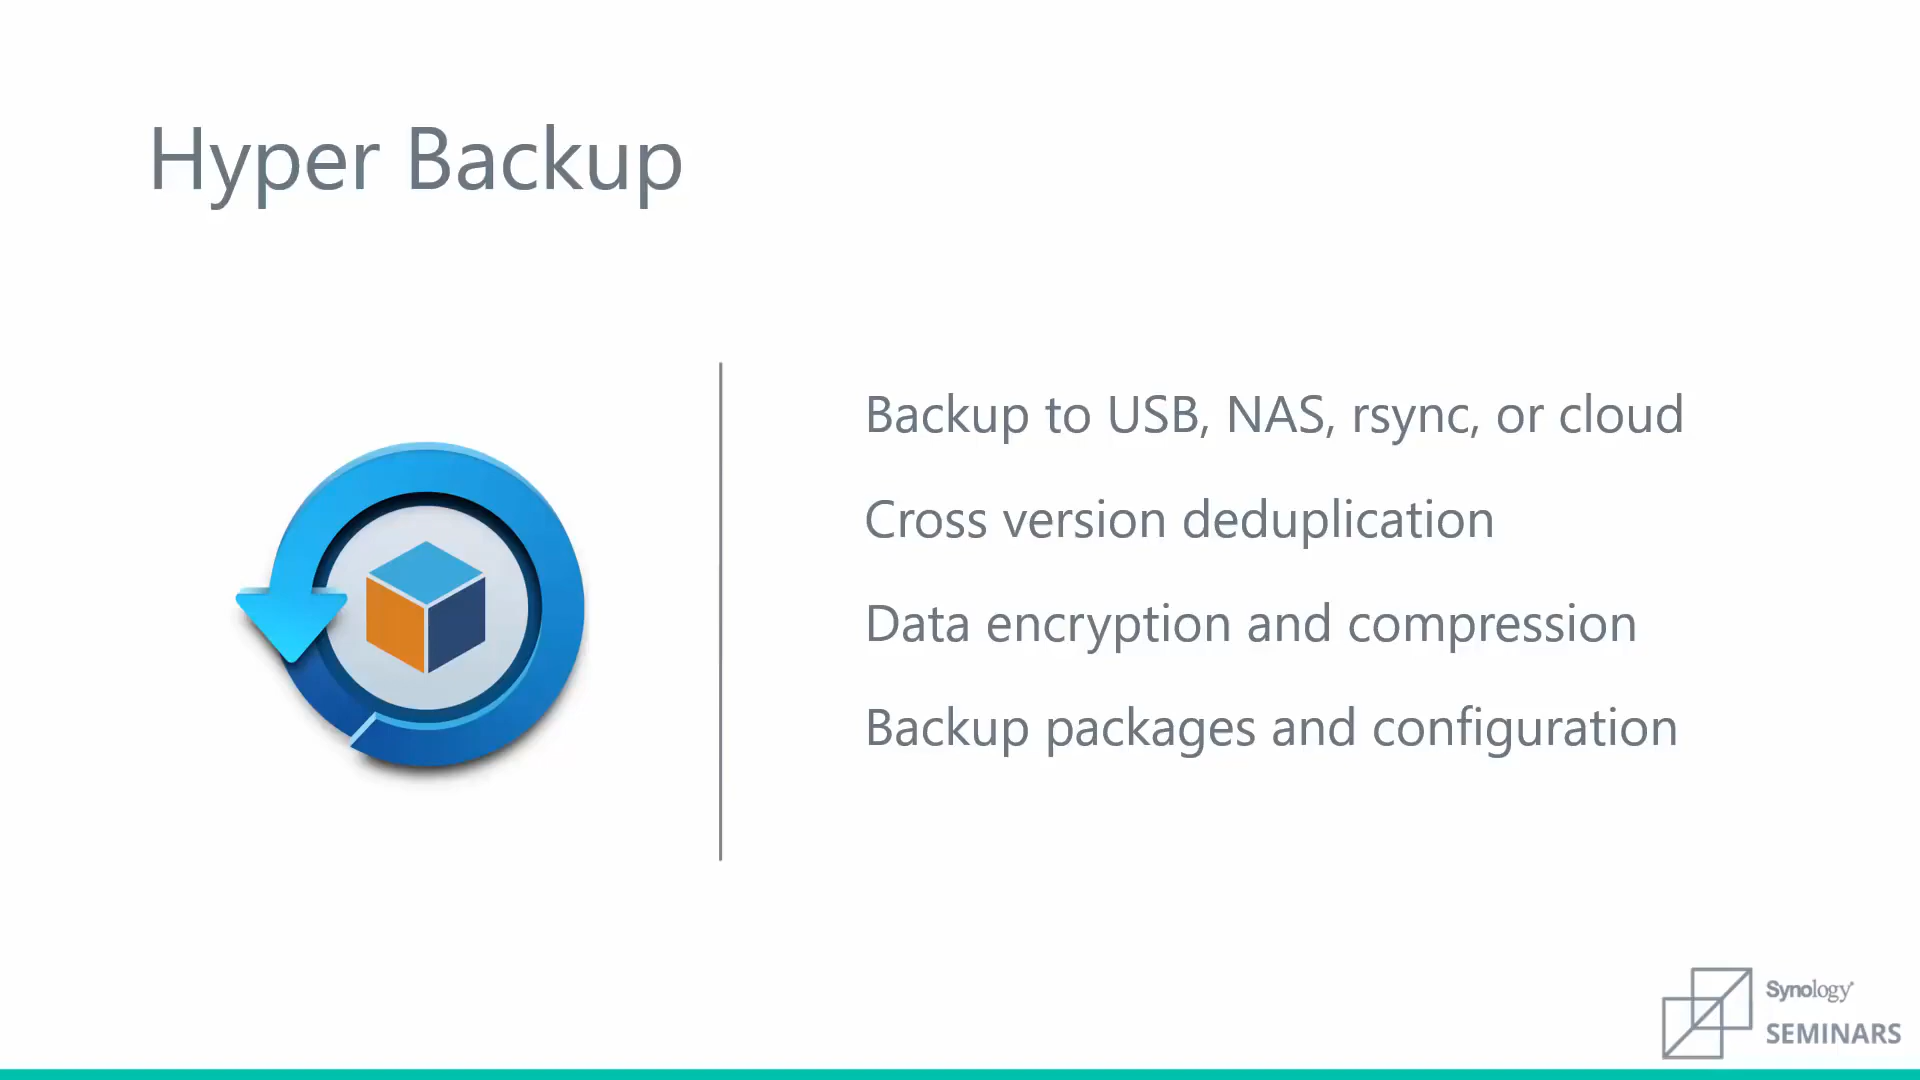 Hyper Backup
Backup to USB, NAS, rsync, or cloud
Cross version deduplication
Data encryption and compression
Backup packages and configuration
Synology
SEMINARS